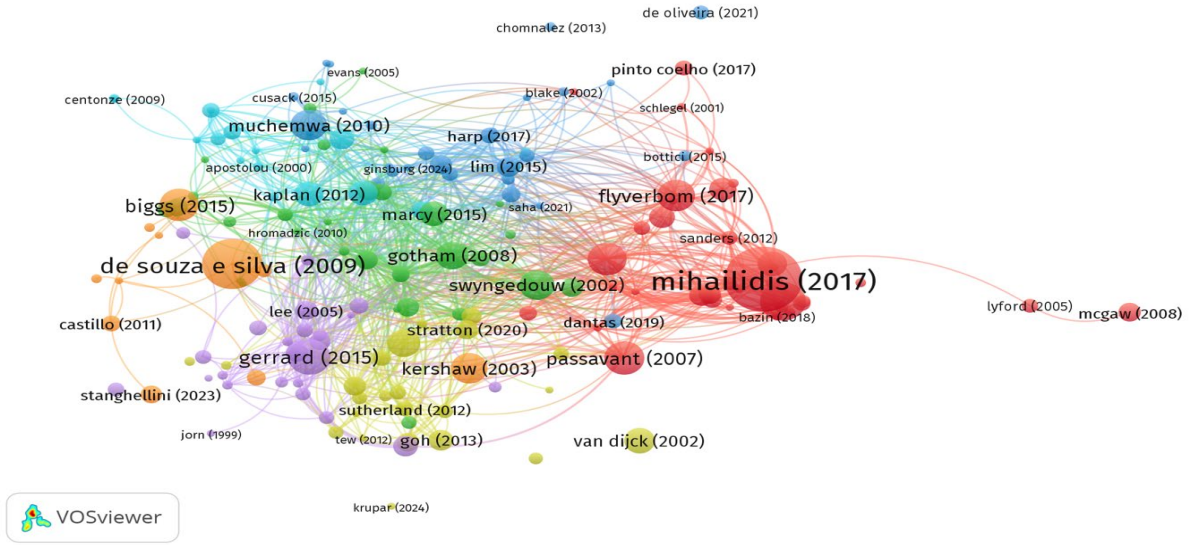 de oliveira (2021)
chomnalez (2013)
evans (2005)
pinto coelho (2017)
centonze (2009)
cusack (2015)
blake (2002)
schlegel (2001)
muchemwa (2010)
harp (2017)
bottici (2015)
apostolou (2000)
ginsburg (2024)
lim (2015)
biggs (2015)
kaplan (2012)
flyverbom (2017)
marcy (2015)
saha (2021)
hromadzic (2010)
sanders (2012)
de souza e silva (2009)
gotham (2008)
swyngedouw (2002)
mihailidis (2017)
lyford (2005)
mcgaw (2008)
lee (2005)
bazin (2018)
castillo (2011)
stratton (2020)
dantas (2019)
gerrard (2015)
kershaw (2003)
passavant (2007)
stanghellini (2023)
sutherland (2012)
jorn (1999)
tew (2012)
goh (2013)
van dijck (2002)
krupar (2024)
VOSviewer